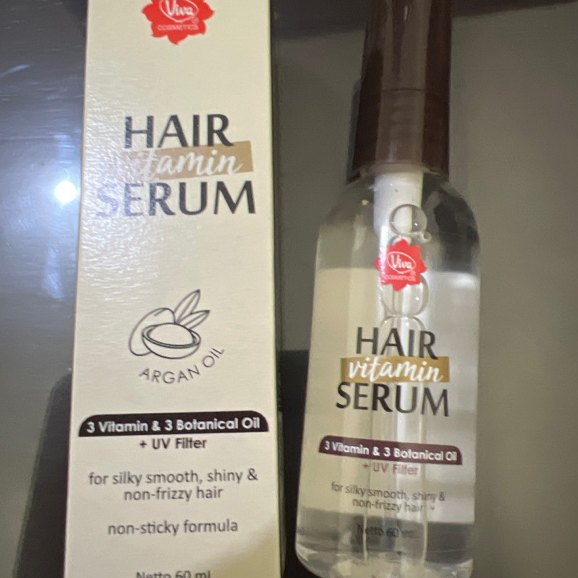 Viva
COSMETICS
HAIR
vitamin
SERUM
ARGAN OIL
3 Vitamin & 3 Botanical Oil
+ UV Filter
for silky smooth, shiny &
non-frizzy hair
non-sticky formula
Netto 60 ml
Viva
COSMETICS
HAIR
vitamin
SERUM
3 Vitamin & 3 Botanical Oil
+ UV Filter
for silky smooth, shiny &
non-frizzy hair
Netto 60 ml